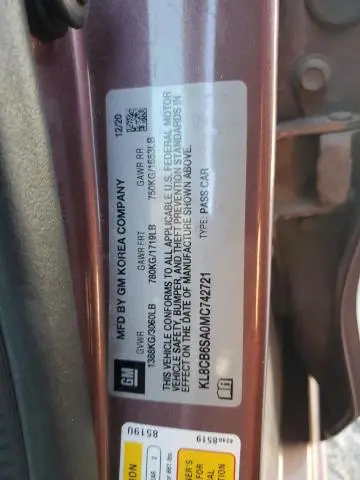 MFD BY GM KOREA COMPANY
12/20
GVWR
GAWR FRT
GAWR RR
1388KG/3060LB
780KG/1719LB
750KG/1653LB
THIS VEHICLE CONFORMS TO ALL APPLICABLE U.S. FEDERAL MOTOR
VEHICLE SAFETY, BUMPER, AND THEFT PREVENTION STANDARDS IN
EFFECT ON THE DATE OF MANUFACTURE SHOWN ABOVE.
KL8CB6SA0MC742721
TYPE: PASS CAR
GM
85190
8519